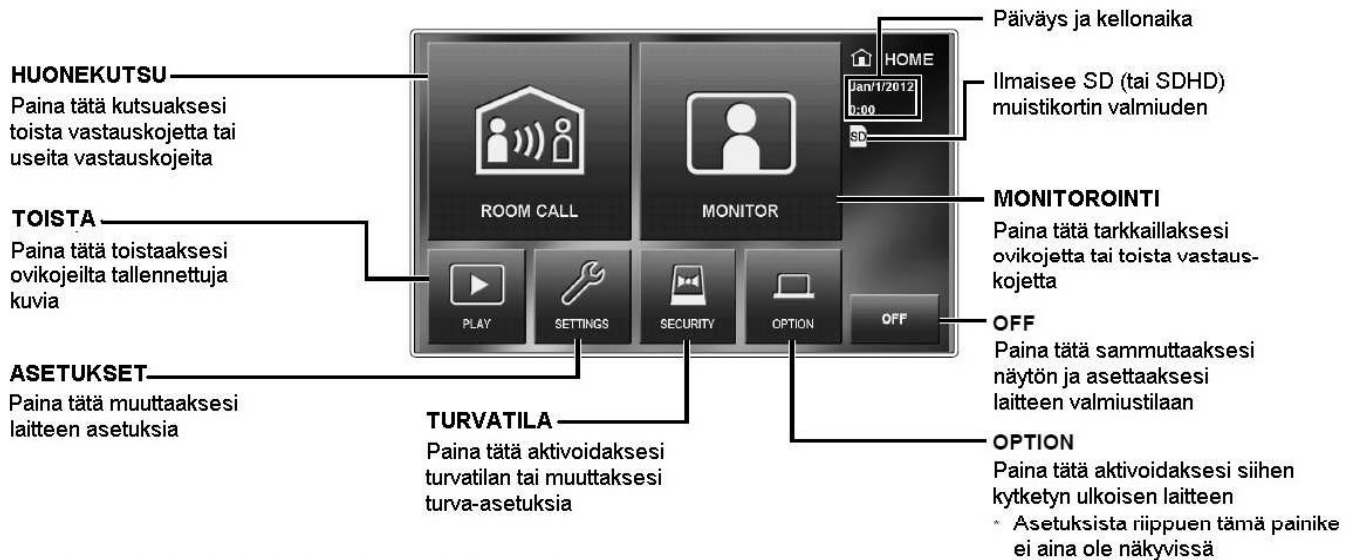 Päiväys ja kellonaika
HUONEKUTSU
Paina tätä kutsuaksesi
toista vastauskojetta tai
useita vastauskojeita
TOISTA
Paina tätä toistaaksesi
ovikojeilta tallennettuja
kuvia
ASETUKSET
Paina tätä muuttaaksesi
laitteen asetuksia
HOME
Jan/1/2012
0:00
SD
ROOM CALL
MONITOR
PLAY
SETTINGS
SECURITY
OPTION
OFF
TURVATILA
Paina tätä aktivoidaksesi
turvatilan tai muuttaksesi
turva-asetuksia
Ilmaisee SD (tai SDHD)
muistikortin valmiuden
MONITOROINTI
Paina tätä tarkkaillaksesi
ovikojetta tai toista vastaus-
kojetta
OFF
Paina tätä sammuttaaksesi
näytön ja asettaaksesi
laitteen valmiustilaan
OPTION
Paina tätä aktivoidaksesi siihen
kytketyn ulkoisen laitteen
* Asetuksista riippuen tämä painike
ei aina ole näkyvissä